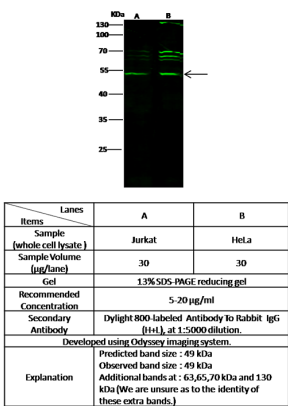 KDa
A B
130
100
70
55
40
35
25
Lanes
Items
A B
Sample
(whole cell lysate )
Jurkat HeLa
Sample Volume
(µg/lane)
30 30
Gel 13% SDS-PAGE reducing gel
Recommended
Concentration
5-20 µg/ml
Secondary
Antibody
Dylight 800-labeled Antibody To Rabbit IgG
(H+L), at 1:5000 dilution.
Developed using Odyssey imaging system.
Explanation
Predicted band size : 49 kDa
Observed band size : 49 kDa
Additional bands at : 63,65,70 kDa and 130
kDa (We are unsure as to the identity of
these extra bands.)